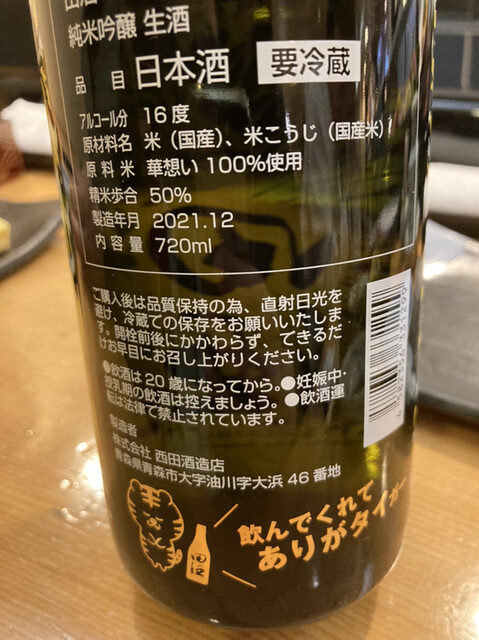 純米吟醸 生酒
品目 日本酒 要冷蔵
アルコール分 16度
原材料名 米（国産）、米こうじ（国産米）
原料米 華想い 100%使用
精米歩合 50%
製造年月 2021.12
内容量 720ml
ご購入後は品質保持の為、直射日光を
避け、冷蔵での保存をお願いいたしま
す。開栓前後にかかわらず、できるだ
けお早目にお召し上がりください。
●飲酒は20歳になってから。●妊娠中・
授乳期の飲酒は控えましょう。●飲酒運
転は法律で禁止されています。
製造者
株式会社 西田酒造店
青森県青森市大字油川字大浜46番地
田酒
飲んでくれて
ありがタイガー